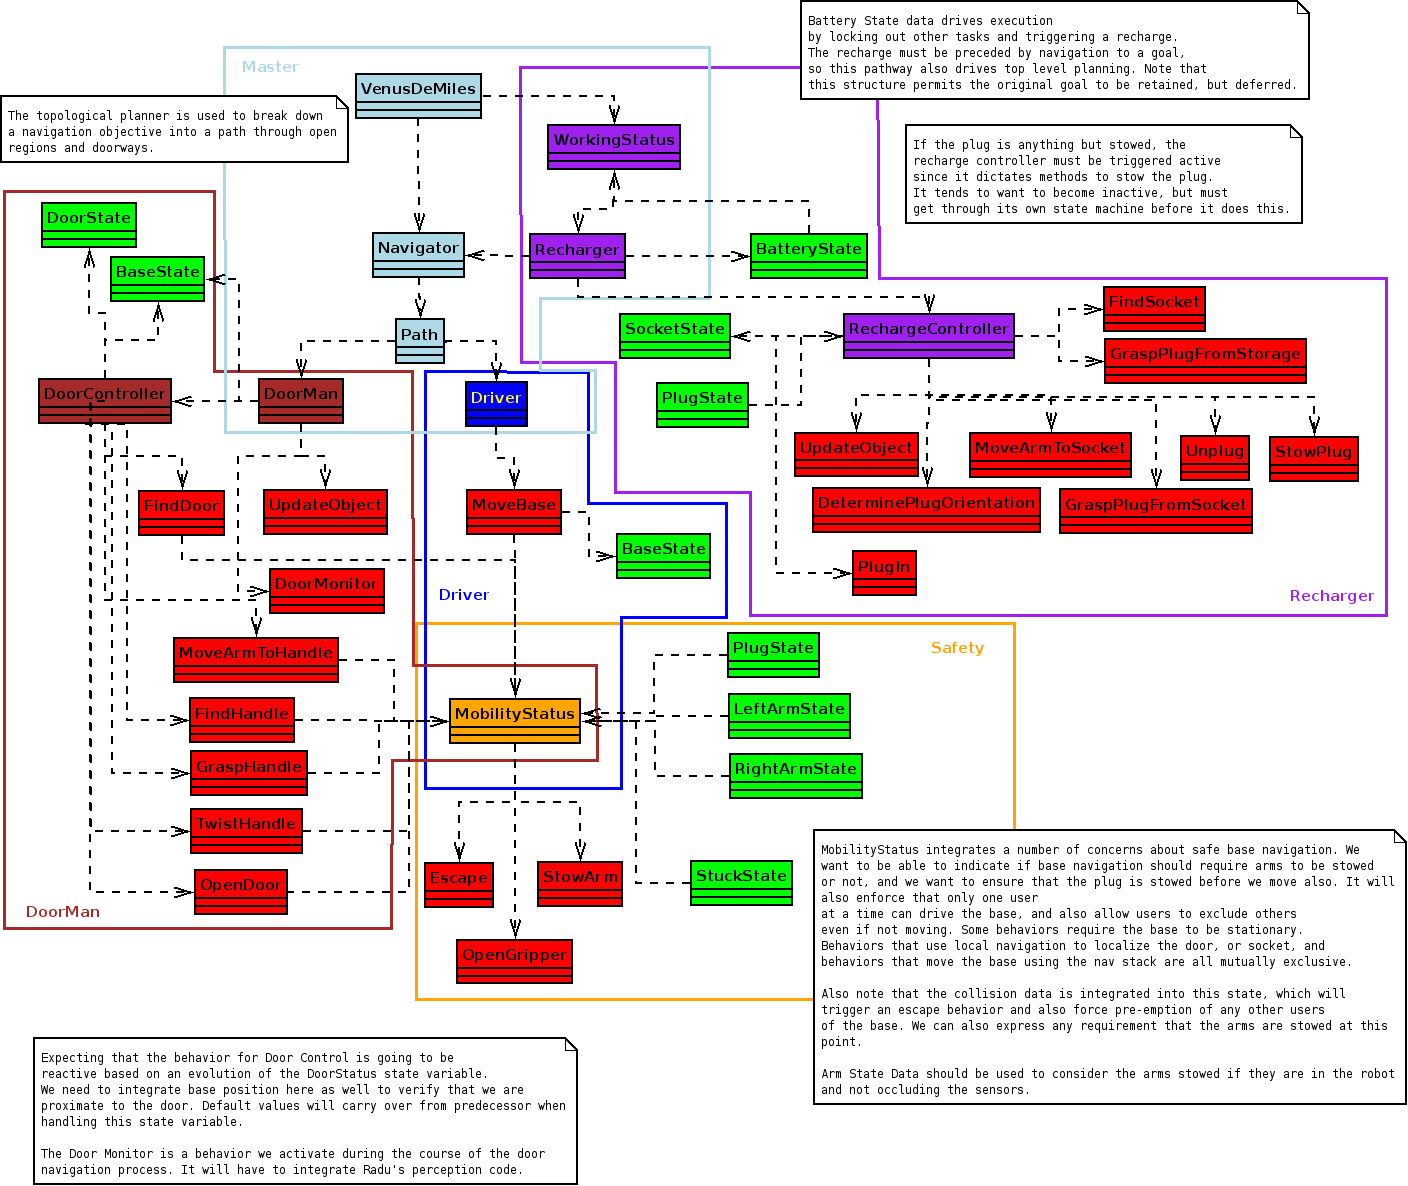 Battery State data drives execution
by locking out other tasks and triggering a recharge.
The recharge must be preceded by navigation to a goal,
so this pathway also drives top level planning. Note that
this structure permits the original goal to be retained, but deferred.
Master
VenusDeMiles
The topological planner is used to break down
a navigation objective into a path through open
regions and doorways.
WorkingStatus
If the plug is anything but stowed, the
recharge controller must be triggered active
since it dictates methods to stow the plug.
It tends to want to become inactive, but must
get through its own state machine before it does this.
DoorState
BaseState
Navigator
Recharger
BatteryState
Path
SocketState
RechargeController
FindSocket
GraspPlugFromStorage
DoorController
DoorMan
Driver
PlugState
UpdateObject
MoveArmToSocket
Unplug
StowPlug
FindDoor
UpdateObject
MoveBase
DeterminePlugOrientation
GraspPlugFromSocket
BaseState
PlugIn
DoorMonitor
Driver
Recharger
MoveArmToHandle
PlugState
Safety
FindHandle
MobilityStatus
LeftArmState
GraspHandle
RightArmState
TwistHandle
OpenDoor
Escape
StowArm
StuckState
DoorMan
OpenGripper
MobilityStatus integrates a number of concerns about safe base navigation. We
want to be able to indicate if base navigation should require arms to be stowed
or not, and we want to ensure that the plug is stowed before we move also. It will
also enforce that only one user
at a time can drive the base, and also allow users to exclude others
even if not moving. Some behaviors require the base to be stationary.
Behaviors that use local navigation to localize the door, or socket, and
behaviors that move the base using the nav stack are all mutually exclusive.
Also note that the collision data is integrated into this state, which will
trigger an escape behavior and also force pre-emption of any other users
of the base. We can also express any requirement that the arms are stowed at this
point.
Arm State Data should be used to consider the arms stowed if they are in the robot
and not occluding the sensors.
Expecting that the behavior for Door Control is going to be
reactive based on an evolution of the DoorStatus state variable.
We need to integrate base position here as well to verify that we are
proximate to the door. Default values will carry over from predecessor when
handling this state variable.
The Door Monitor is a behavior we activate during the course of the door
navigation process. It will have to integrate Radu's perception code.